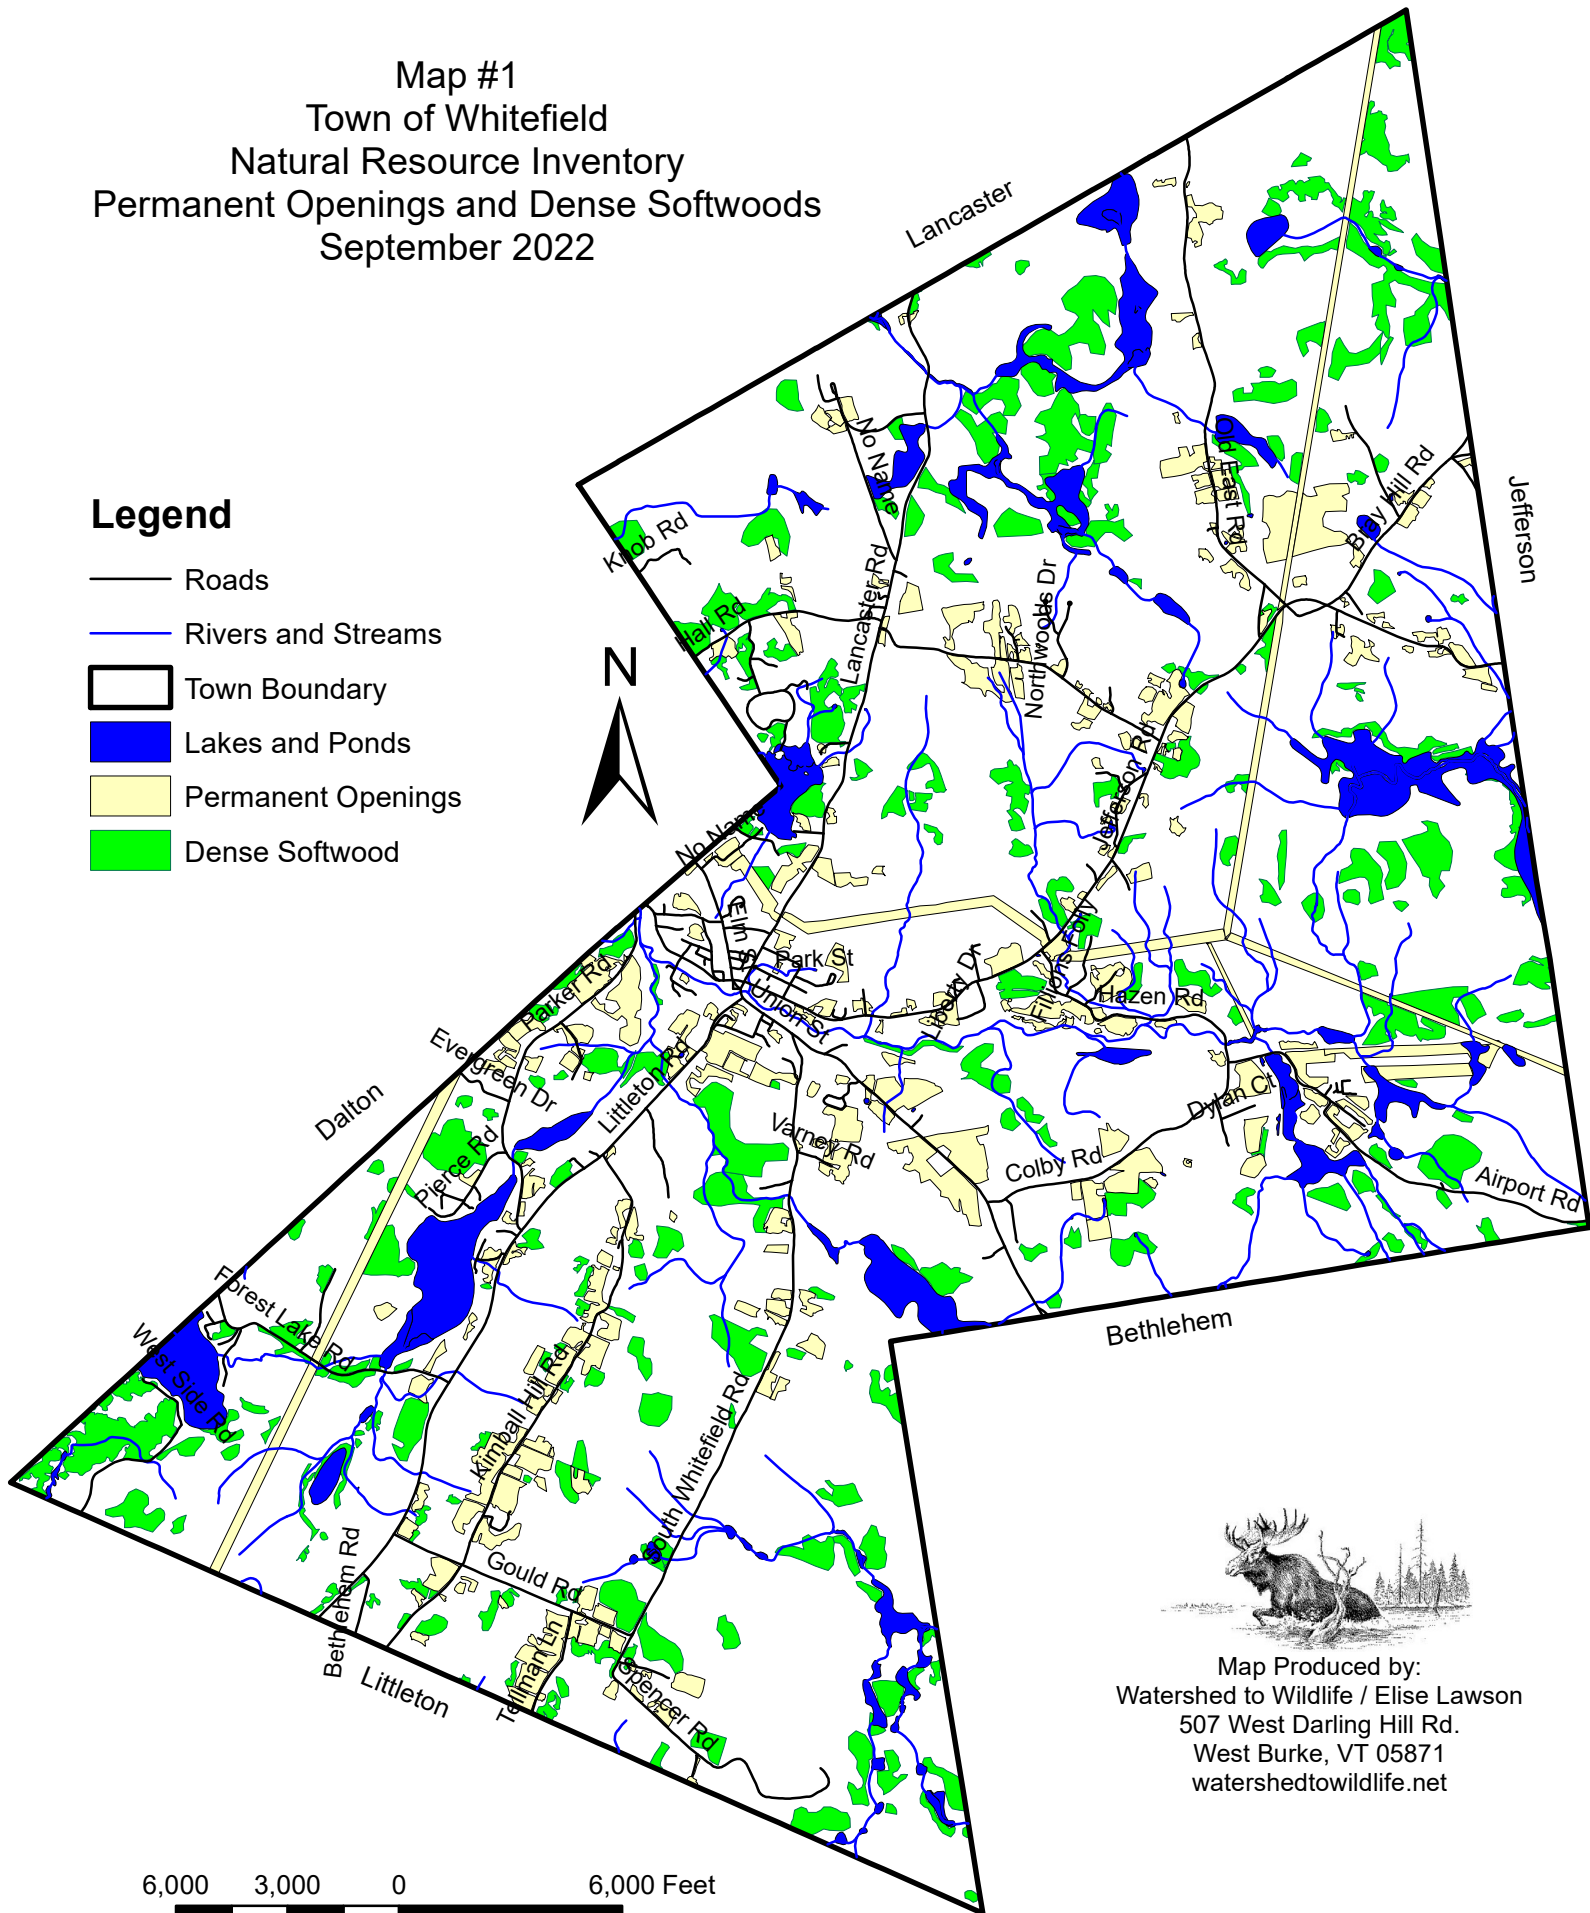 Map #1
Town of Whitefield
Natural Resource Inventory
Permanent Openings and Dense Softwoods
September 2022
Lancaster
Jefferson
No Name
Old East Rd
Bray Hill Rd
Legend
Roads
Rivers and Streams
Town Boundary
Lakes and Ponds
Permanent Openings
Dense Softwood
N
Knob Rd
Hall Rd
Lancaster Rd
Northwoods Dr
Jefferson Rd
No Name
Elm St
Park St
Union St
Liberty Dr
Fillions Folly
Hazen Rd
Parker Rd
Evergreen Dr
Dalton
Littleton Rd
Pierce Rd
Varney Rd
Colby Rd
Dylan Ct
Airport Rd
Forest Lake Rd
West Side Rd
Bethlehem
Kimball Hill Rd
South Whitefield Rd
Gould Rd
Bethlehem Rd
Tellman Ln
Spencer Rd
Littleton
Map Produced by:
Watershed to Wildlife / Elise Lawson
507 West Darling Hill Rd.
West Burke, VT 05871
watershedtowildlife.net
6,000 3,000 0 6,000 Feet